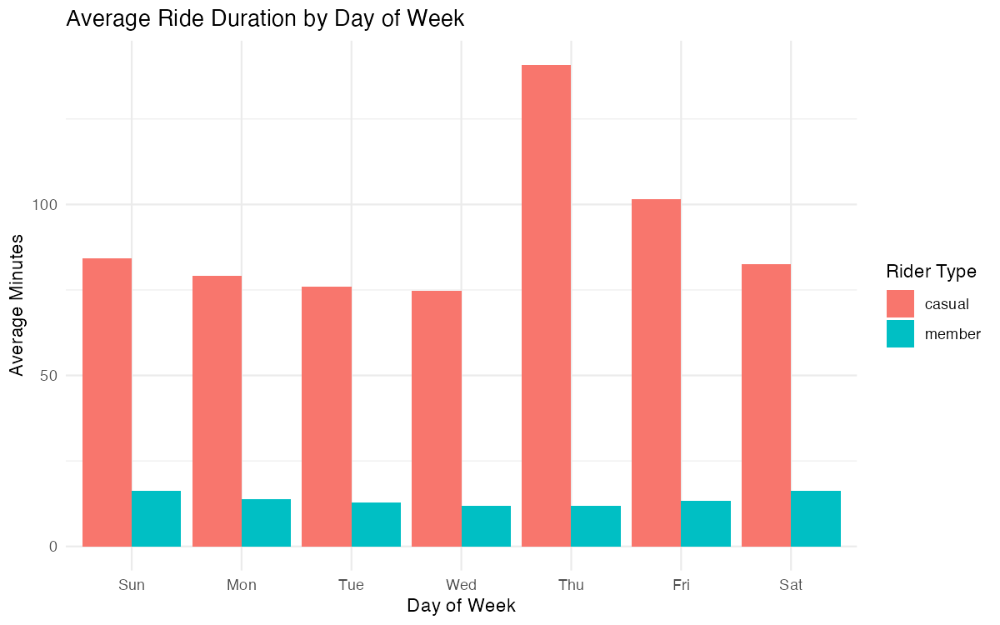 Average Ride Duration by Day of Week
Average Minutes
100
50
0
Sun Mon Tue Wed Thu Fri Sat
Day of Week
Rider Type
casual
member